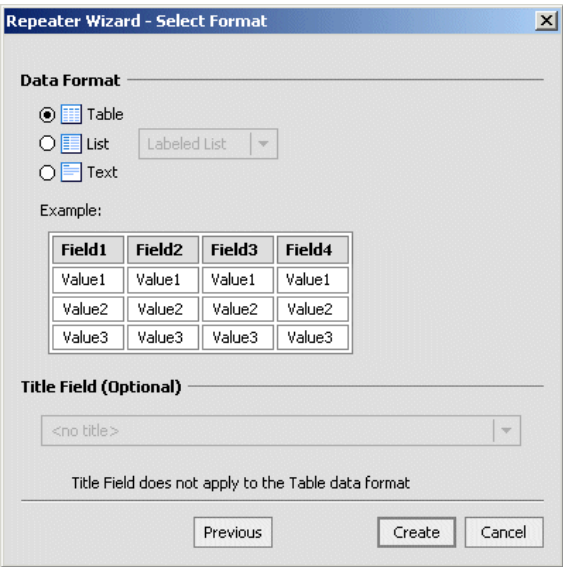 Repeater Wizard - Select Format
Data Format
Table
List Labeled List
Text
Example:
Field1 Field2 Field3 Field4
Value1 Value1 Value1 Value1
Value2 Value2 Value2 Value2
Value3 Value3 Value3 Value3
Title Field (Optional)
<no title>
Title Field does not apply to the Table data format
Previous Create Cancel